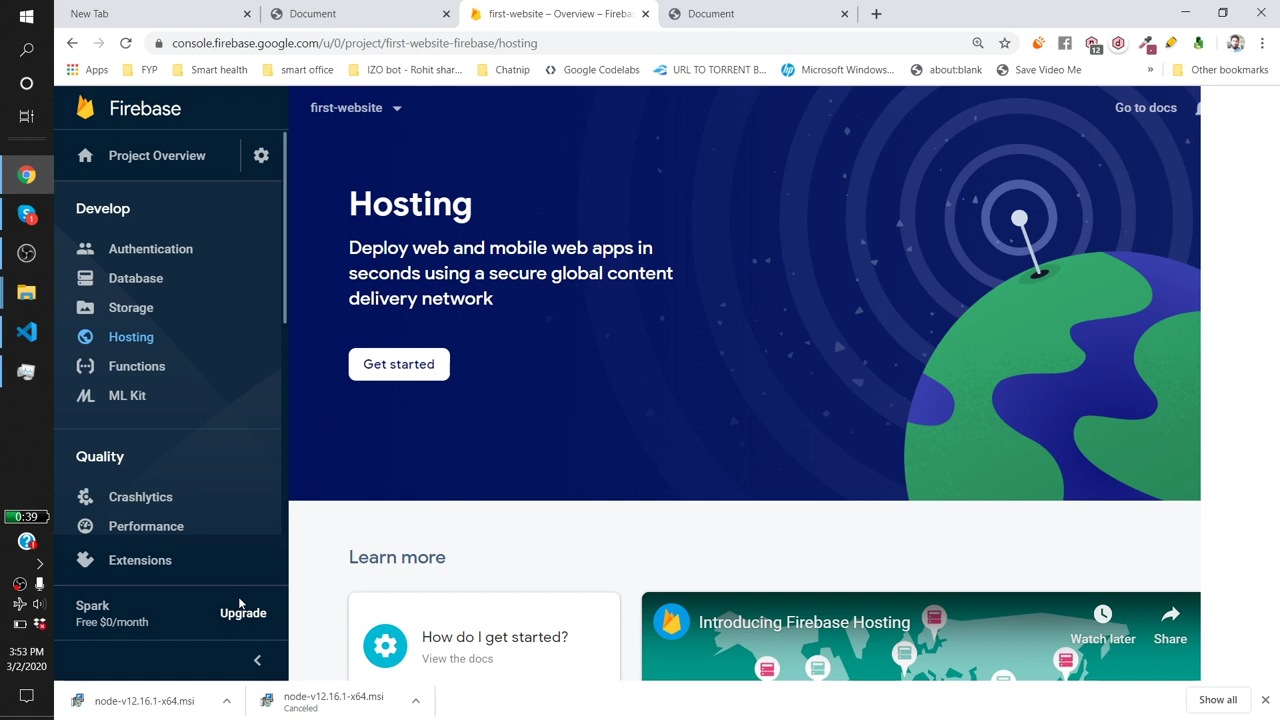 New Tab
Document
first-website – Overview – Fireba
Document
console.firebase.google.com/u/0/project/first-website-firebase/hosting
12
Apps
FYP
Smart health
smart office
IZO bot - Rohit shar...
Chatnip
Google Codelabs
URL TO TORRENT B...
Microsoft Windows...
about:blank
Save Video Me
»
Other bookmarks
Firebase
first-website
Go to docs
Project Overview
Develop
Authentication
Database
Storage
Hosting
Functions
ML Kit
Quality
Crashlytics
Performance
Extensions
Spark
Free $0/month
Upgrade
Hosting
Deploy web and mobile web apps in
seconds using a secure global content
delivery network
Get started
Learn more
How do I get started?
View the docs
Introducing Firebase Hosting
Watch later
Share
1
0:39
3:53 PM
3/2/2020
node-v12.16.1-x64.msi
node-v12.16.1-x64.msi
Canceled
Show all